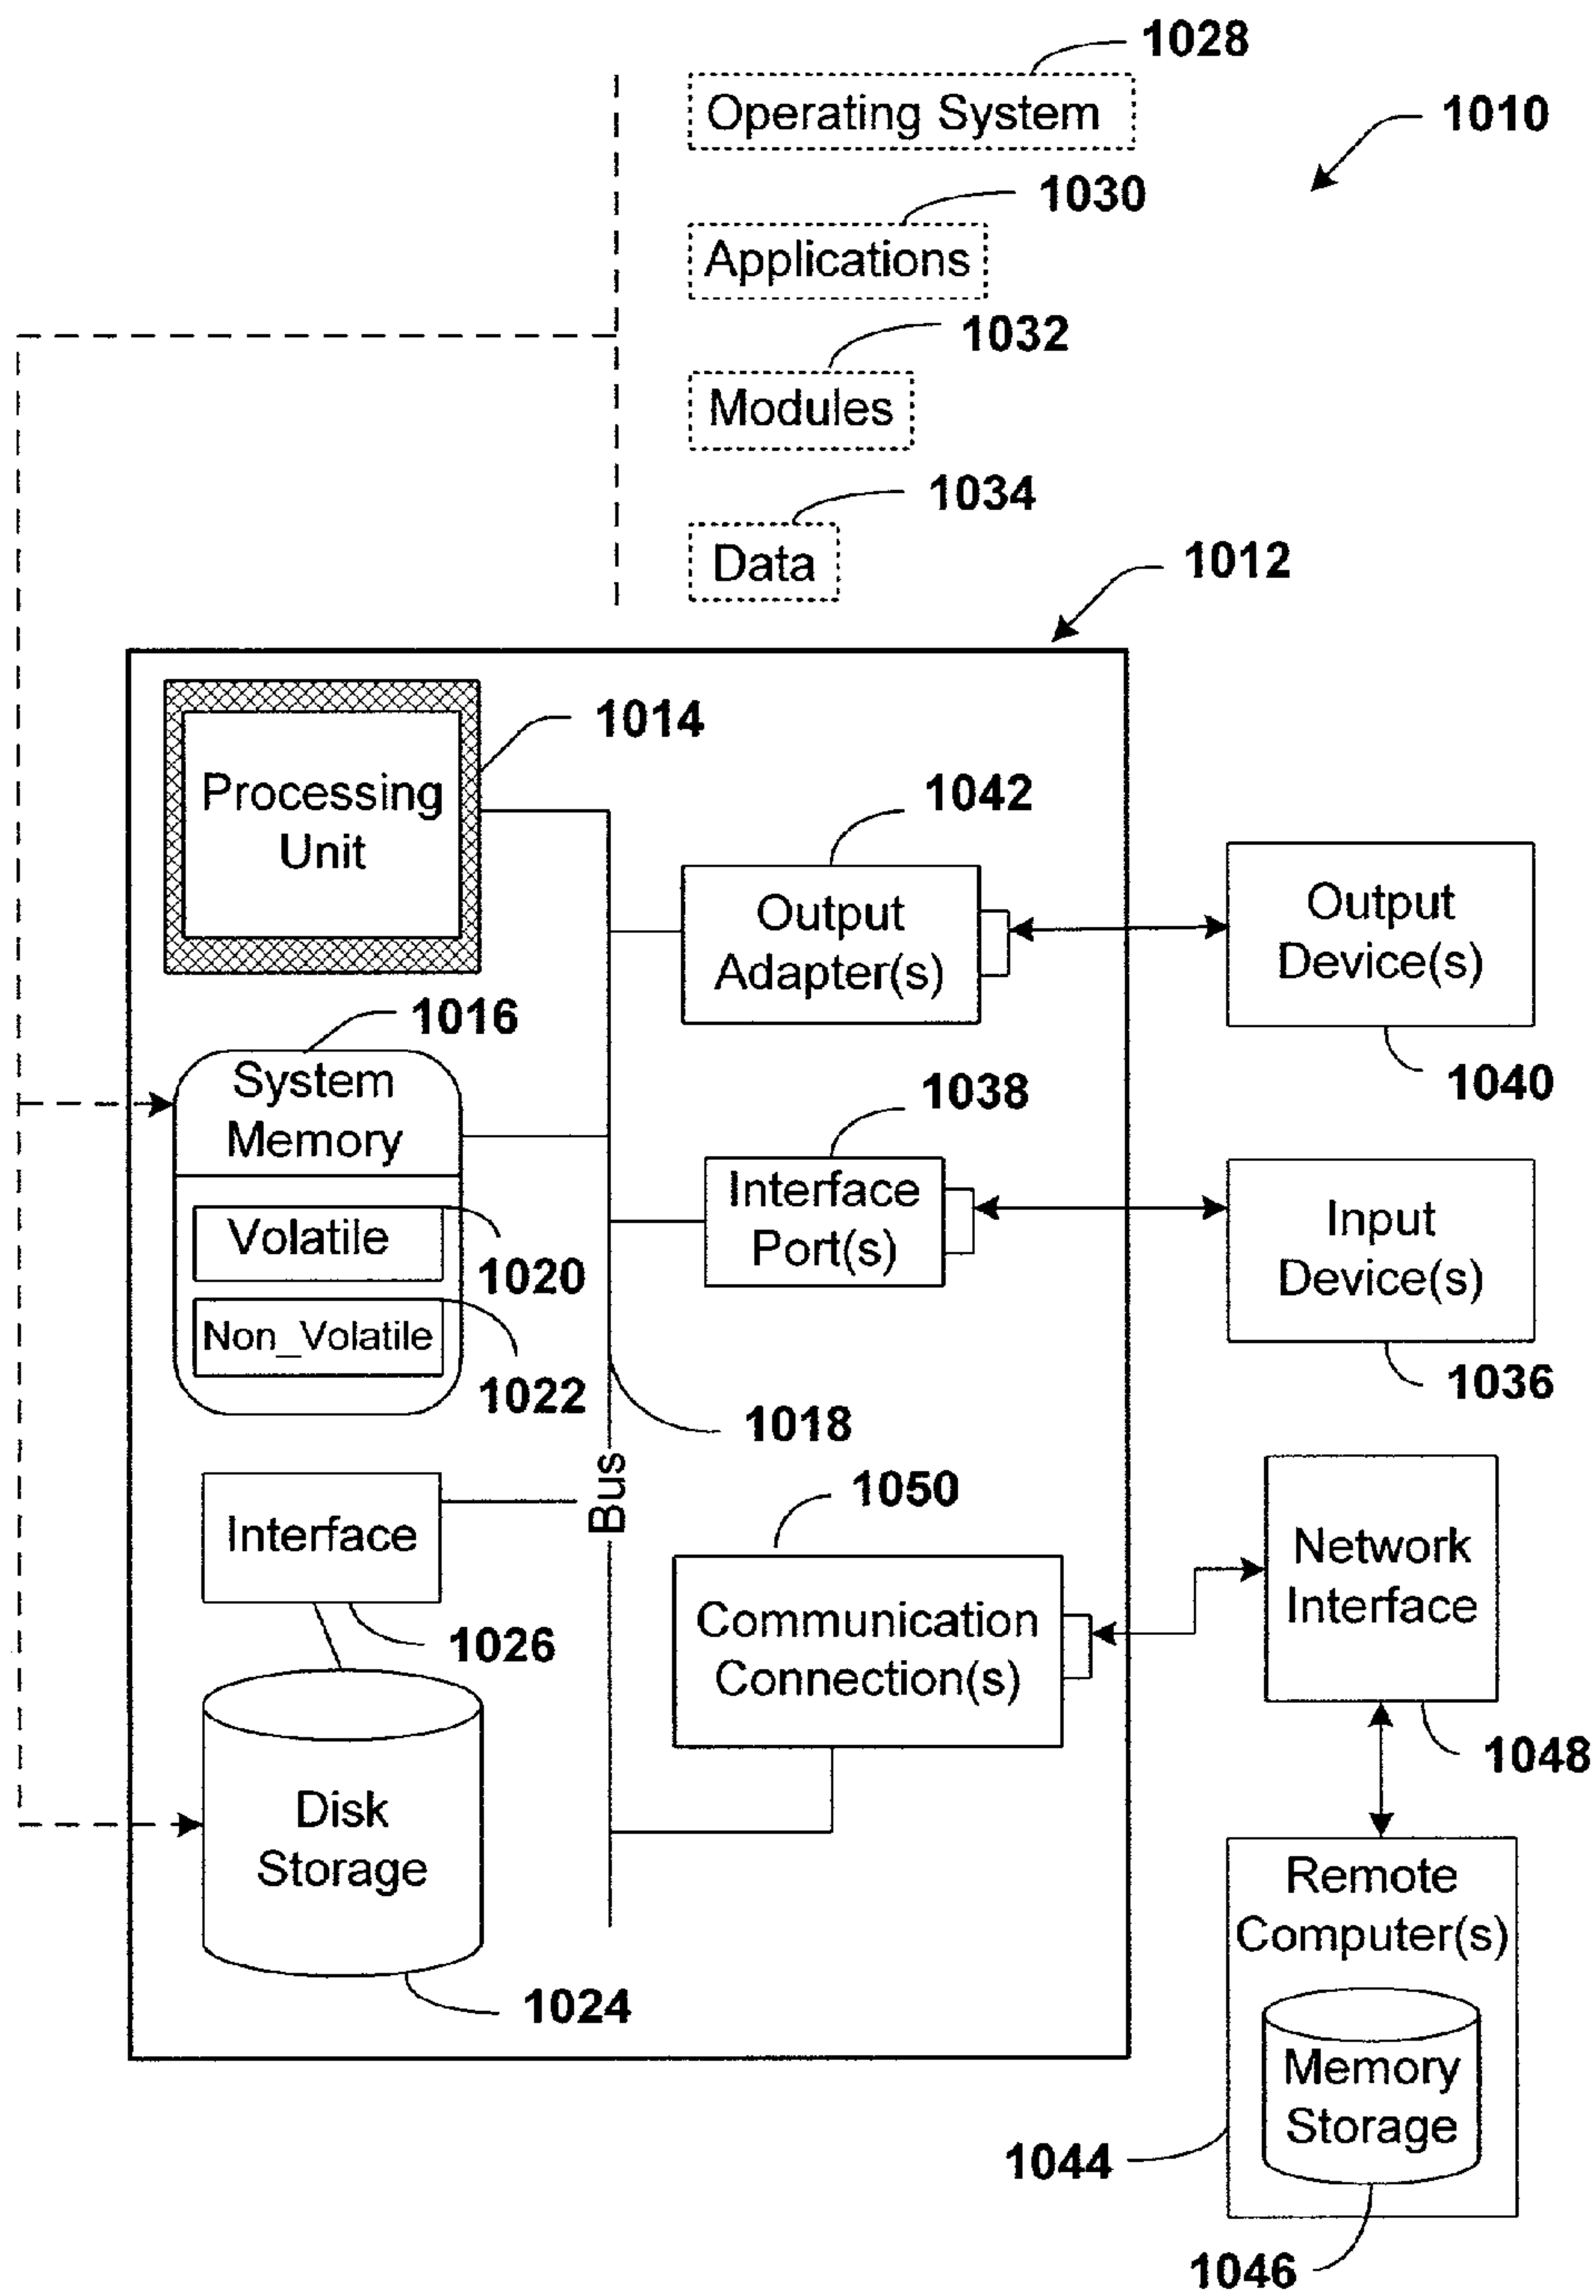 1028
Operating System
1010
1030
Applications
1032
Modules
1034
Data
1012
1014
Processing
Unit
1042
Output
Adapter(s)
Output
Device(s)
1040
1016
System
Memory
1038
Interface
Port(s)
Input
Device(s)
1036
Volatile
1020
Non_Volatile
1022
1018
Bus
Interface
1026
1050
Communication
Connection(s)
Network
Interface
1048
Disk
Storage
1024
Remote
Computer(s)
Memory
Storage
1044
1046